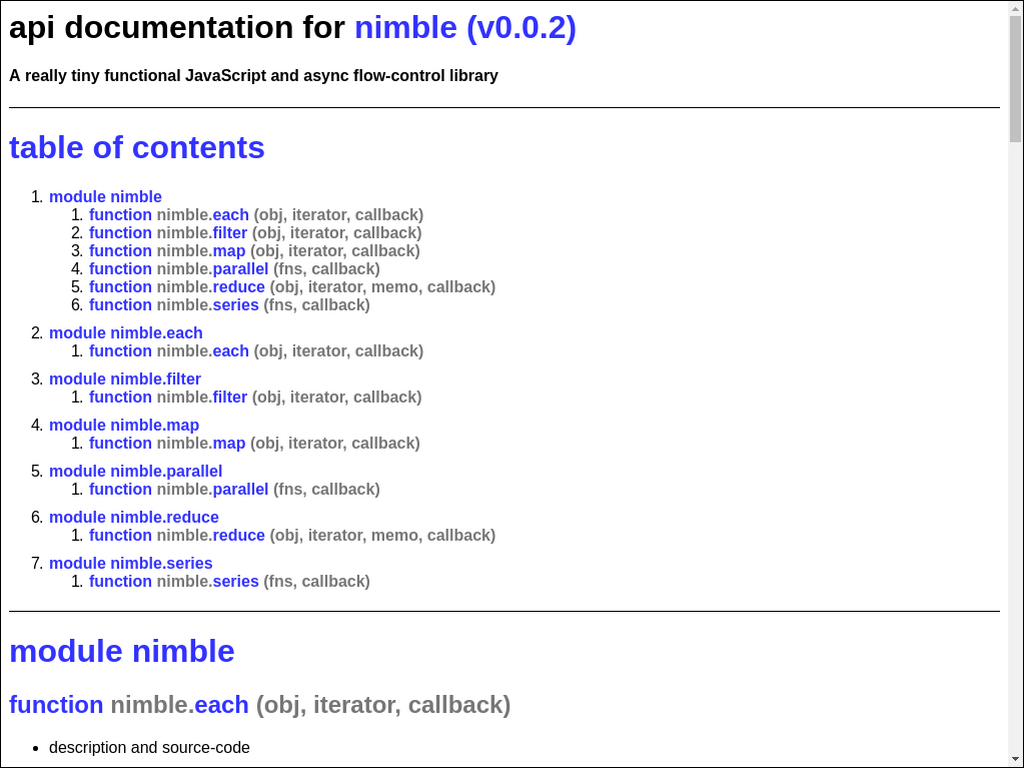 api documentation for nimble (v0.0.2)
A really tiny functional JavaScript and async flow-control library
table of contents
1. module nimble
1. function nimble.each (obj, iterator, callback)
2. function nimble.filter (obj, iterator, callback)
3. function nimble.map (obj, iterator, callback)
4. function nimble.parallel (fns, callback)
5. function nimble.reduce (obj, iterator, memo, callback)
6. function nimble.series (fns, callback)
2. module nimble.each
1. function nimble.each (obj, iterator, callback)
3. module nimble.filter
1. function nimble.filter (obj, iterator, callback)
4. module nimble.map
1. function nimble.map (obj, iterator, callback)
5. module nimble.parallel
1. function nimble.parallel (fns, callback)
6. module nimble.reduce
1. function nimble.reduce (obj, iterator, memo, callback)
7. module nimble.series
1. function nimble.series (fns, callback)
module nimble
function nimble.each (obj, iterator, callback)
• description and source-code